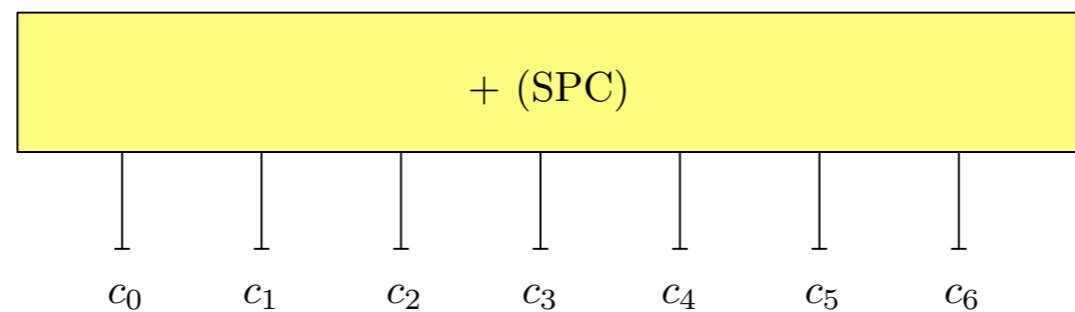 + (SPC)
c₀ c₁ c₂ c₃ c₄ c₅ c₆